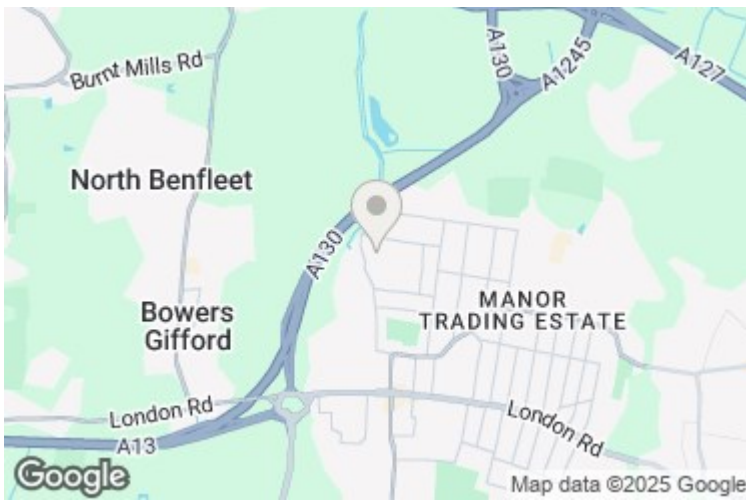 A130
A1245
A127
Burnt Mills Rd
North Benfleet
A130
Bowers
Gifford
MANOR
TRADING ESTATE
London Rd
London Rd
A13
Google
Map data ©2025 Google